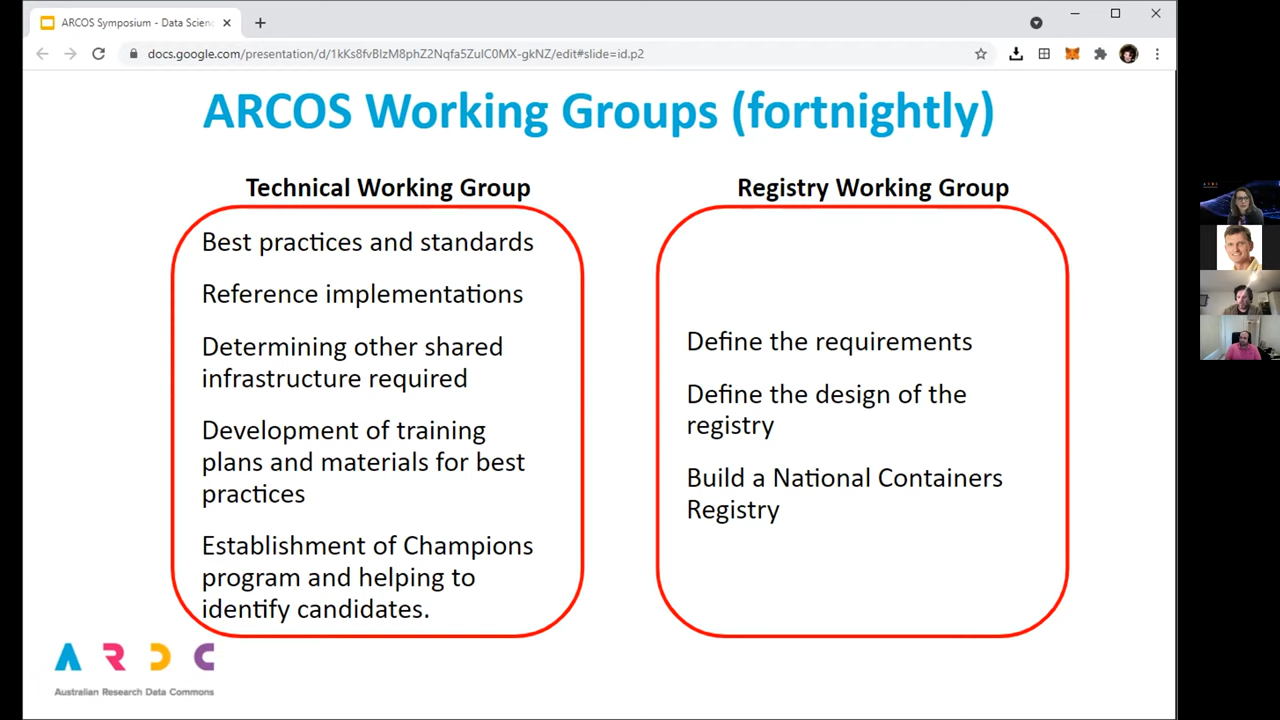 ARCOS Symposium - Data Scienc
docs.google.com/presentation/d/1kKs8fvBlzM8phZ2Nqfa5ZulC0MX-gkNZ/edit#slide=id.p2
ARCOS Working Groups (fortnightly)
Technical Working Group
Best practices and standards
Reference implementations
Determining other shared
infrastructure required
Development of training
plans and materials for best
practices
Establishment of Champions
program and helping to
identify candidates.
Registry Working Group
Define the requirements
Define the design of the
registry
Build a National Containers
Registry
A R D C
Australian Research Data Commons